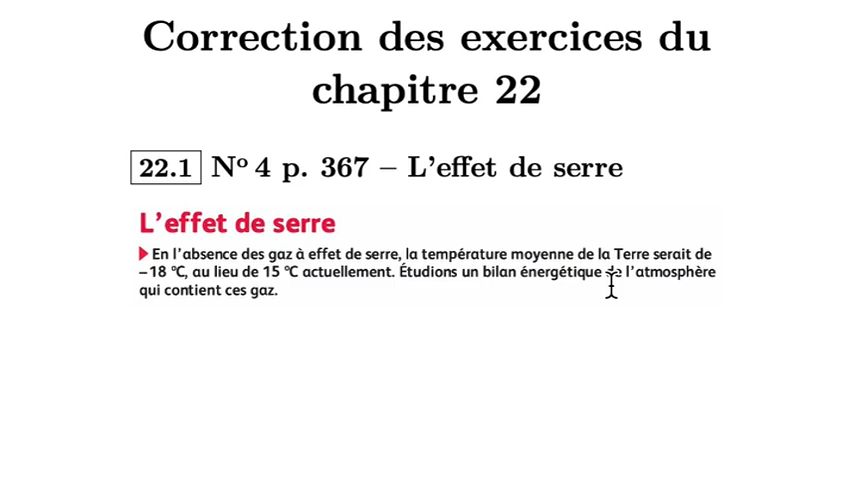 Correction des exercices du
chapitre 22
22.1 Nº 4 p. 367 – L'effet de serre
L'effet de serre
En l'absence des gaz à effet de serre, la température moyenne de la Terre serait de
–18 °C, au lieu de 15 °C actuellement. Étudions un bilan énergétique de l'atmosphère
qui contient ces gaz.